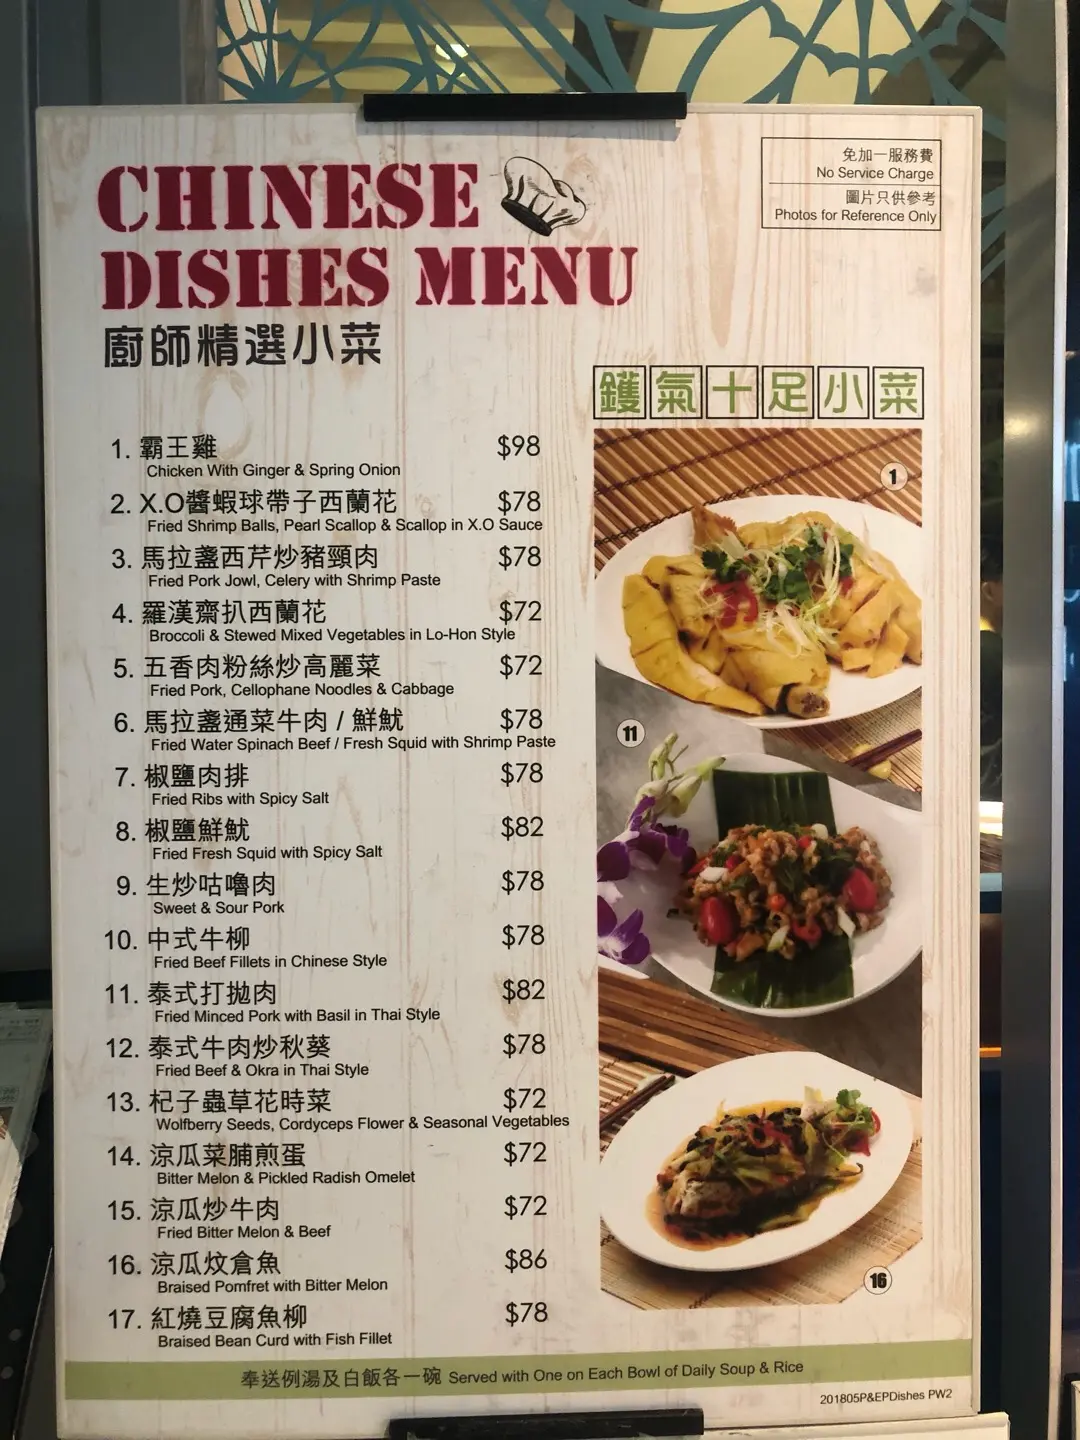 CHINESE
DISHES MENU
廚師精選小菜
免加一服務費
No Service Charge
圖片只供參考
Photos for Reference Only
鑊氣十足小菜
1. 霸王雞 $98
Chicken With Ginger & Spring Onion
2. X.O醬蝦球帶子西蘭花 $78
Fried Shrimp Balls, Pearl Scallop & Scallop in X.O Sauce
3. 馬拉盞西芹炒豬頸肉 $78
Fried Pork Jowl, Celery with Shrimp Paste
4. 羅漢齋扒西蘭花 $72
Broccoli & Stewed Mixed Vegetables in Lo-Hon Style
5. 五香肉粉絲炒高麗菜 $72
Fried Pork, Cellophane Noodles & Cabbage
6. 馬拉盞通菜牛肉 / 鮮魷 $78
Fried Water Spinach Beef / Fresh Squid with Shrimp Paste
7. 椒鹽肉排 $78
Fried Ribs with Spicy Salt
8. 椒鹽鮮魷 $82
Fried Fresh Squid with Spicy Salt
9. 生炒咕嚕肉 $78
Sweet & Sour Pork
10. 中式牛柳 $78
Fried Beef Fillets in Chinese Style
11. 泰式打拋肉 $82
Fried Minced Pork with Basil in Thai Style
12. 泰式牛肉炒秋葵 $78
Fried Beef & Okra in Thai Style
13. 杞子蟲草花時菜 $72
Wolfberry Seeds, Cordyceps Flower & Seasonal Vegetables
14. 涼瓜菜脯煎蛋 $72
Bitter Melon & Pickled Radish Omelet
15. 涼瓜炒牛肉 $72
Fried Bitter Melon & Beef
16. 涼瓜炆倉魚 $86
Braised Pomfret with Bitter Melon
17. 紅燒豆腐魚柳 $78
Braised Bean Curd with Fish Fillet
1
11
16
奉送例湯及白飯各一碗 Served with One on Each Bowl of Daily Soup & Rice
201805P&EPDishes PW2